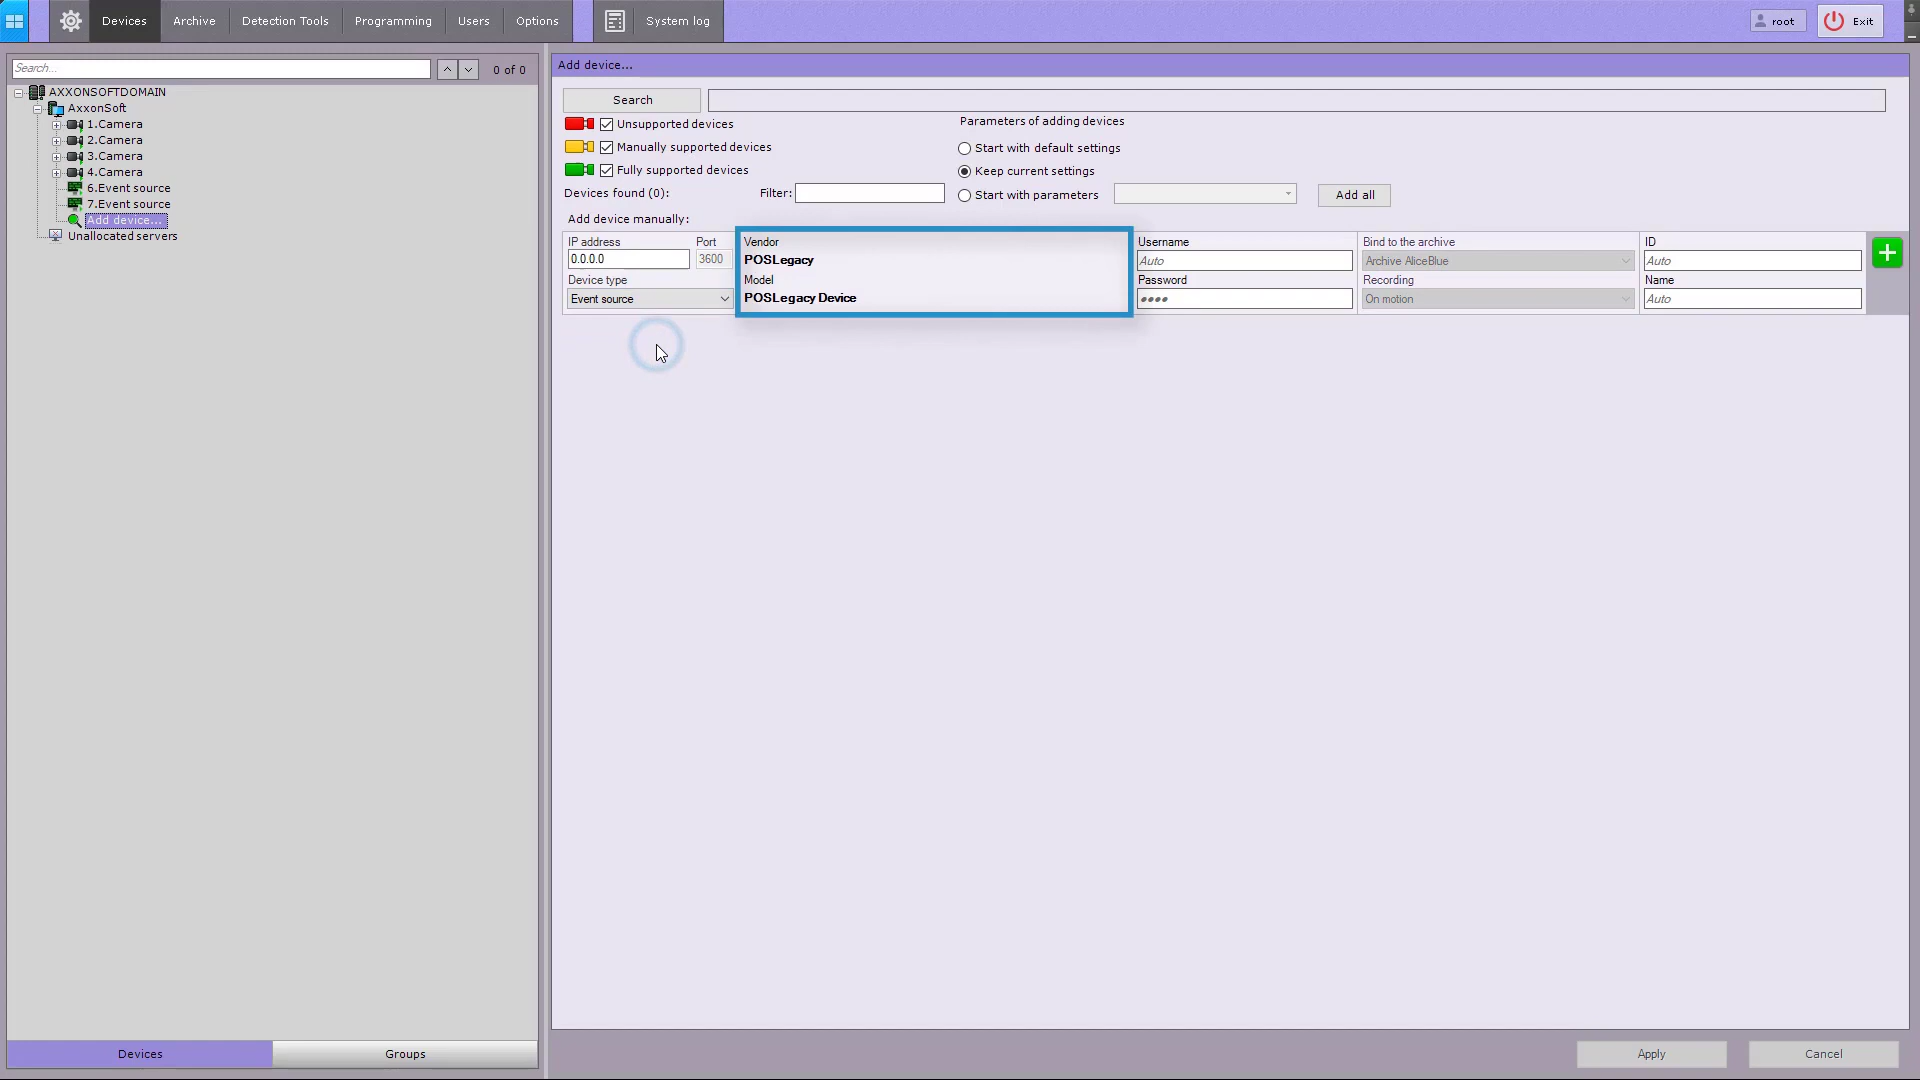 Devices
Archive
Detection Tools
Programming
Users
Options
System log
root
Exit
Search...
0 of 0
AXXONSOFTDOMAIN
AxxonSoft
1.Camera
2.Camera
3.Camera
4.Camera
6.Event source
7.Event source
Add device...
Unallocated servers
Add device...
Search
Unsupported devices
Manually supported devices
Fully supported devices
Devices found (0):
Filter:
Parameters of adding devices
Start with default settings
Keep current settings
Start with parameters
Add all
Add device manually:
IP address
Port
0.0.0.0
3600
Device type
Event source
Vendor
POSLegacy
Model
POSLegacy Device
Username
Auto
Password
Bind to the archive
Archive AliceBlue
Recording
On motion
ID
Auto
Name
Auto
Devices
Groups
Apply
Cancel